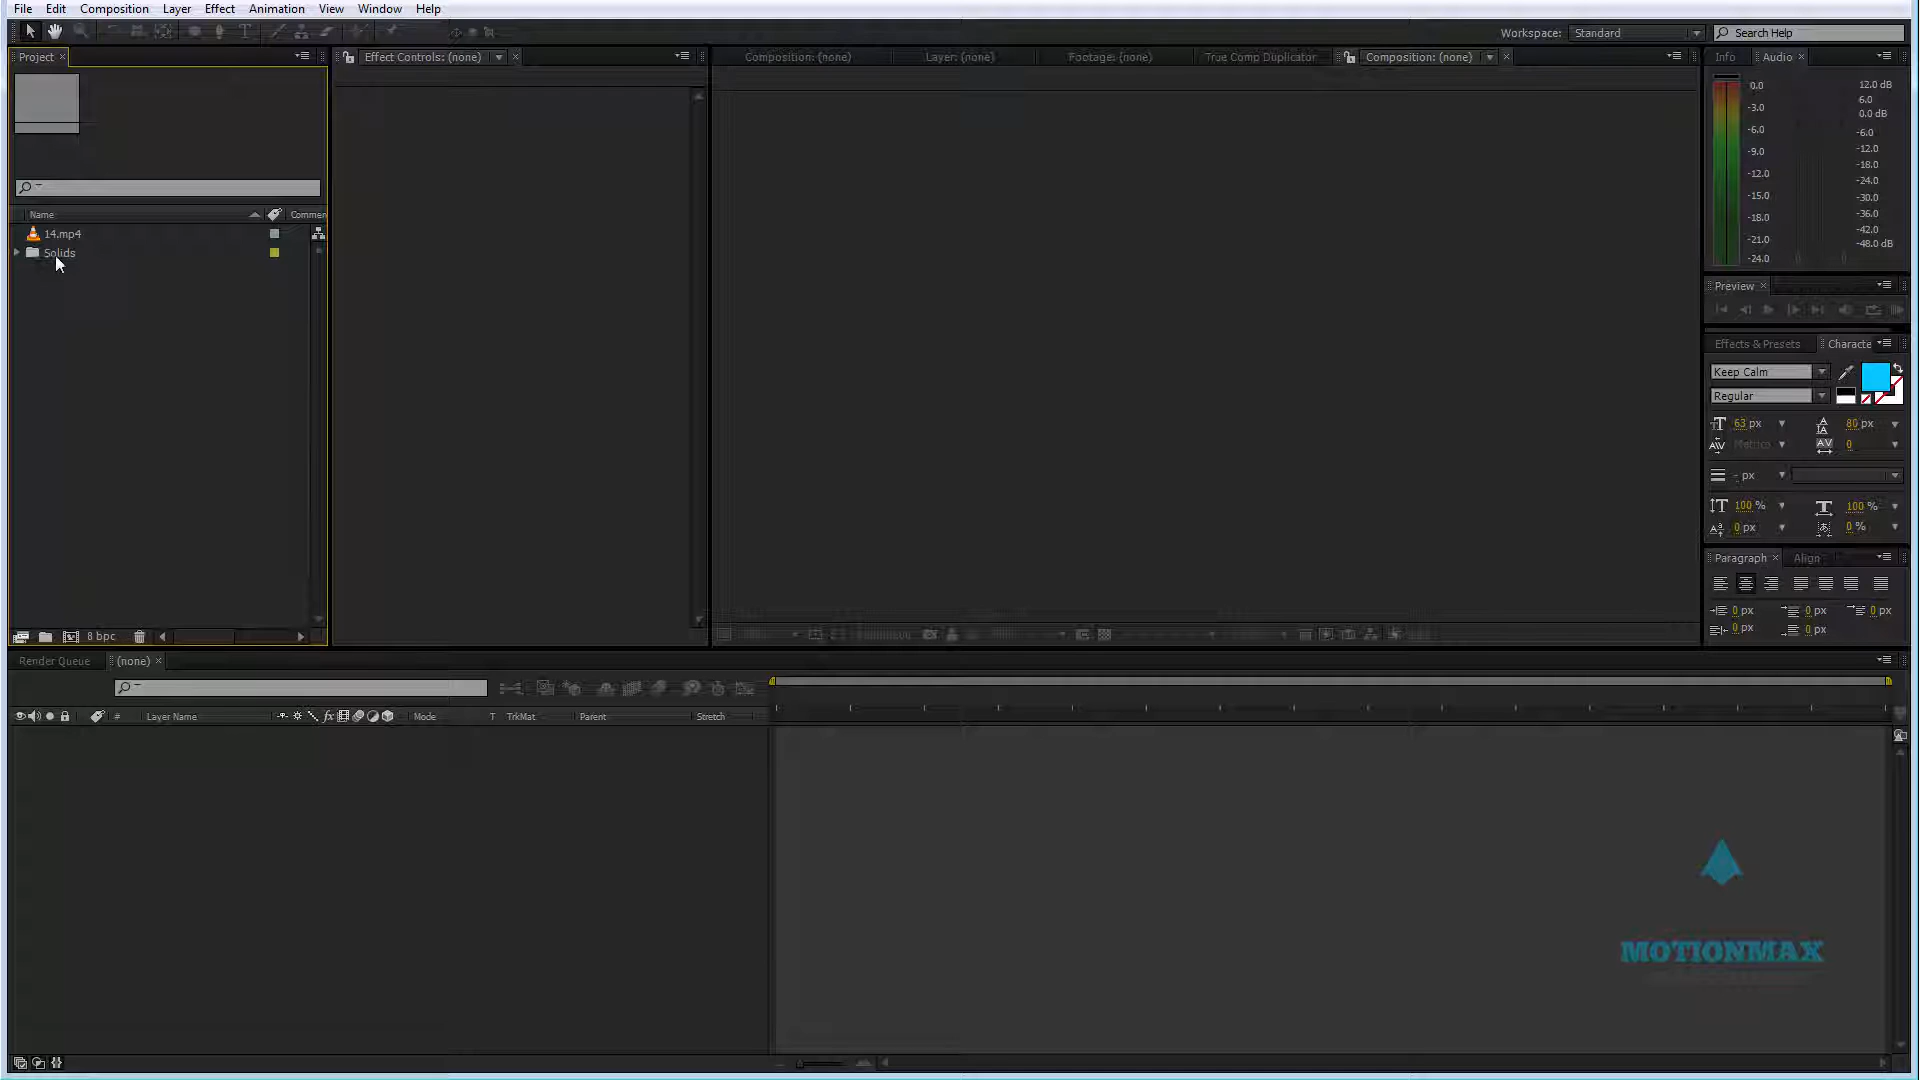 File Edit Composition Layer Effect Animation View Window Help
Workspace: Standard Search Help
Project Effect Controls: (none) Composition: (none) Layer: (none) Footage: (none) True Comp Duplicator Composition: (none) Info Audio
0.0 12.0 dB
-3.0 6.0
0.0 dB
-6.0 -6.0
-9.0 -12.0
-12.0 -18.0
-24.0
-15.0 -30.0
-18.0 -36.0
-21.0 -42.0
-24.0 -48.0 dB
Name Commen
14.mp4
Solids
Preview
Effects & Presets Characte
Keep Calm
Regular
63 px 80 px
Metrics 0
- px
100 % 100 %
0 px 0 %
Paragraph Align
0 px 0 px 0 px
0 px 0 px
8 bpc
Render Queue (none)
# Layer Name fx Mode T TrkMat Parent Stretch
MOTIONMAX